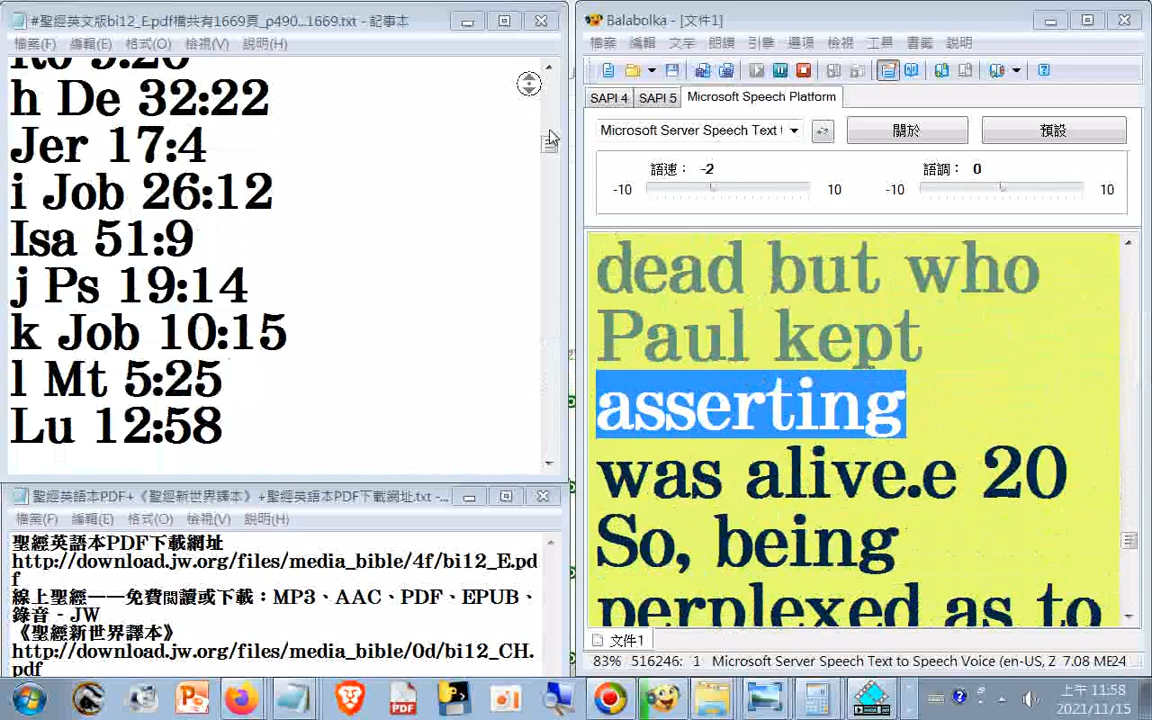 #聖經英文版bi12_E.pdf檔共有1669頁_p490...1669.txt - 記事本
檔案(F) 編輯(E) 格式(O) 檢視(V) 說明(H)
Ro 9:20
h De 32:22
Jer 17:4
i Job 26:12
Isa 51:9
j Ps 19:14
k Job 10:15
l Mt 5:25
Lu 12:58
聖經英語本PDF+《聖經新世界譯本》+聖經英語本PDF下載網址.txt -...
檔案(F) 編輯(E) 格式(O) 檢視(V) 說明(H)
聖經英語本PDF下載網址
http://download.jw.org/files/media_bible/4f/bi12_E.pd
f
線上聖經——免費閱讀或下載：MP3、AAC、PDF、EPUB、
錄音 - JW
《聖經新世界譯本》
http://download.jw.org/files/media_bible/0d/bi12_CH.
pdf
Balabolka - [文件1]
檔案 編輯 文字 朗讀 引擎 選項 檢視 工具 書籤 說明
SAPI 4 SAPI 5 Microsoft Speech Platform
Microsoft Server Speech Text 關於 預設
語速： -2 語調： 0
-10 10 -10 10
dead but who
Paul kept
asserting
was alive.e 20
So, being
perplexed as to
文件1
83% 516246: 1 Microsoft Server Speech Text to Speech Voice (en-US, Z 7.08 ME24
PDF
上午 11:58
2021/11/15